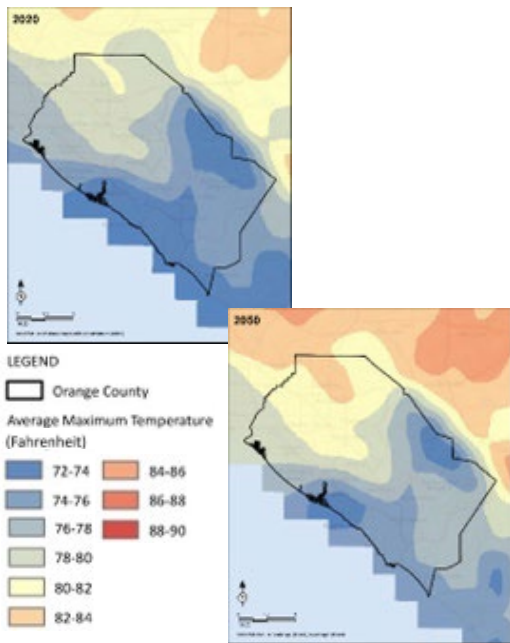 2020
2050
LEGEND
Orange County
Average Maximum Temperature
(Fahrenheit)
72-74
84-86
74-76
86-88
76-78
88-90
78-80
80-82
82-84